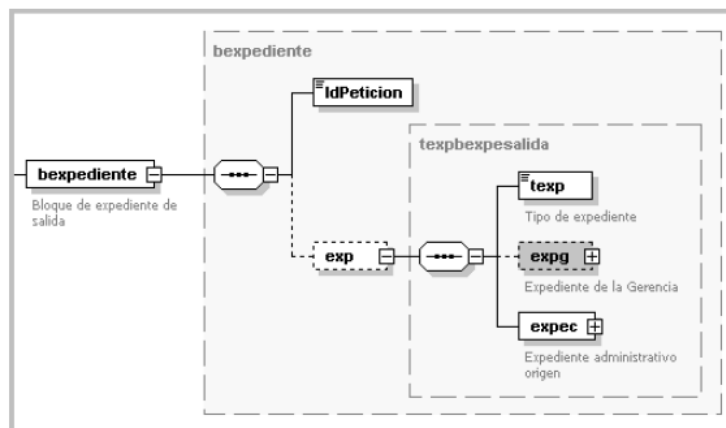 bexpediente
IdPeticion
texpbexpesalida
bexpediente
Bloque de expediente de
salida
texp
Tipo de expediente
exp
expg
Expediente de la Gerencia
expec
Expediente administrativo
origen